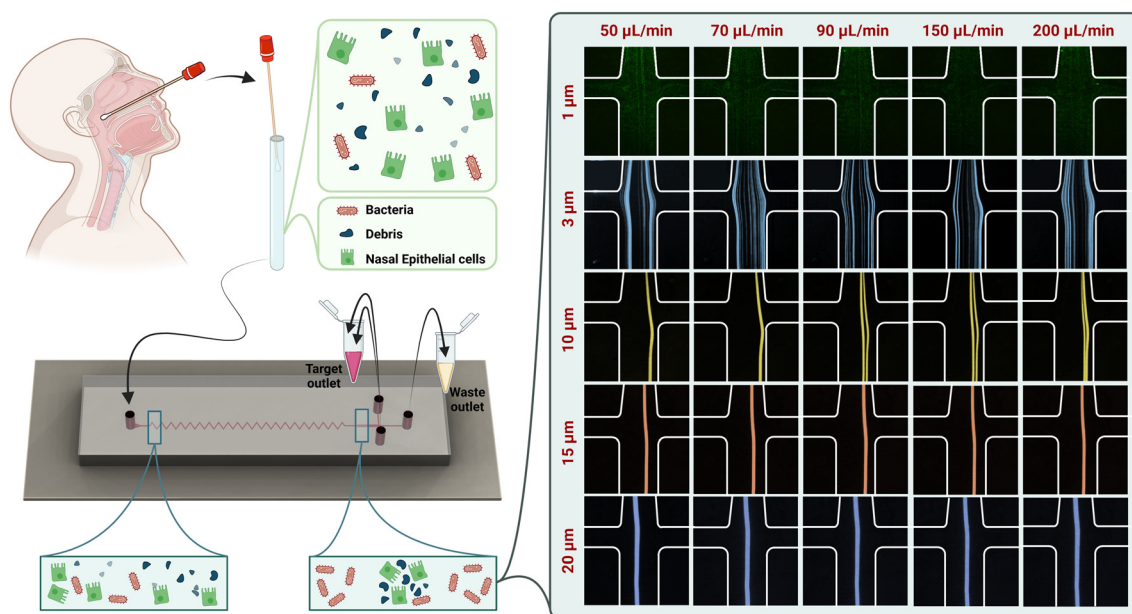 50 µL/min 70 µL/min 90 µL/min 150 µL/min 200 µL/min
1 µm
3 µm
10 µm
15 µm
20 µm
Bacteria
Debris
Nasal Epithelial cells
Target
outlet
Waste
outlet